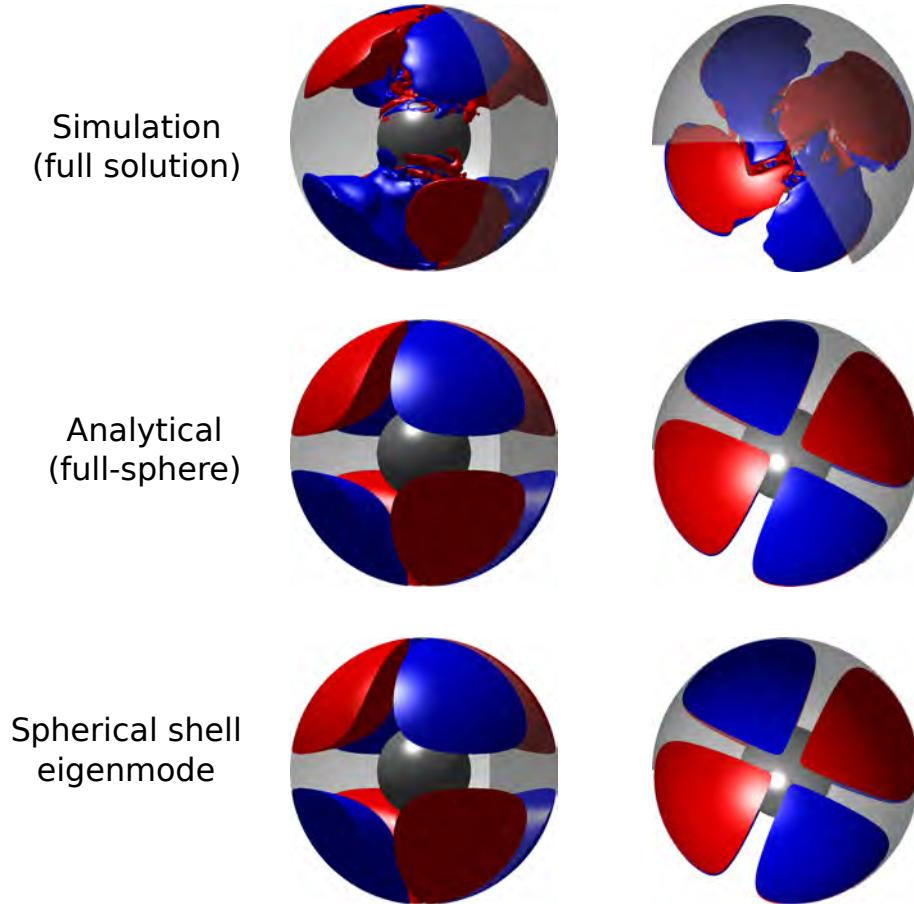 Simulation
(full solution)
Analytical
(full-sphere)
Spherical shell
eigenmode